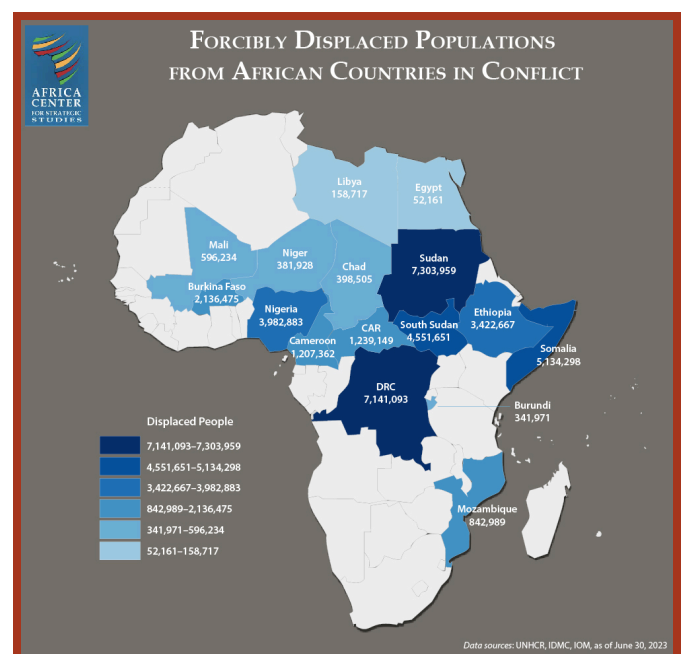 AFRICA
CENTER
FOR STRATEGIC
STUDIES
FORCIBLY DISPLACED POPULATIONS
FROM AFRICAN COUNTRIES IN CONFLICT
Libya
158,717
Egypt
52,161
Mali
596,234
Niger
381,928
Chad
398,505
Sudan
7,303,959
Burkina Faso
2,136,475
Nigeria
3,982,883
Cameroon
1,207,362
CAR
1,239,149
South Sudan
4,551,651
Ethiopia
3,422,667
Somalia
5,134,298
DRC
7,141,093
Burundi
341,971
Mozambique
842,989
Displaced People
7,141,093–7,303,959
4,551,651–5,134,298
3,422,667–3,982,883
842,989–2,136,475
341,971–596,234
52,161–158,717
Data sources: UNHCR, IDMC, IOM, as of June 30, 2023